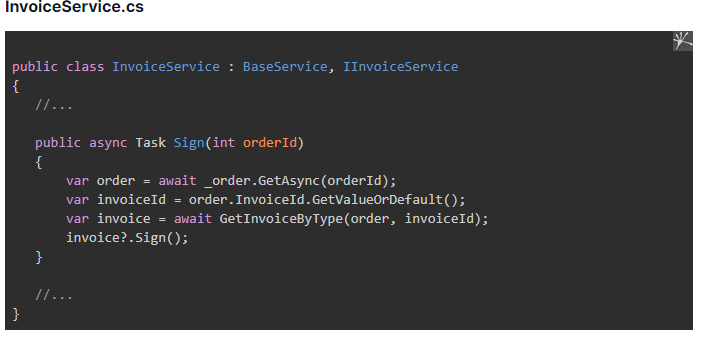 InvoiceService.cs
public class InvoiceService : BaseService, IInvoiceService
{
//...
public async Task Sign(int orderId)
{
var order = await _order.GetAsync(orderId);
var invoiceId = order.InvoiceId.GetValueOrDefault();
var invoice = await GetInvoiceByType(order, invoiceId);
invoice?.Sign();
}
//...
}